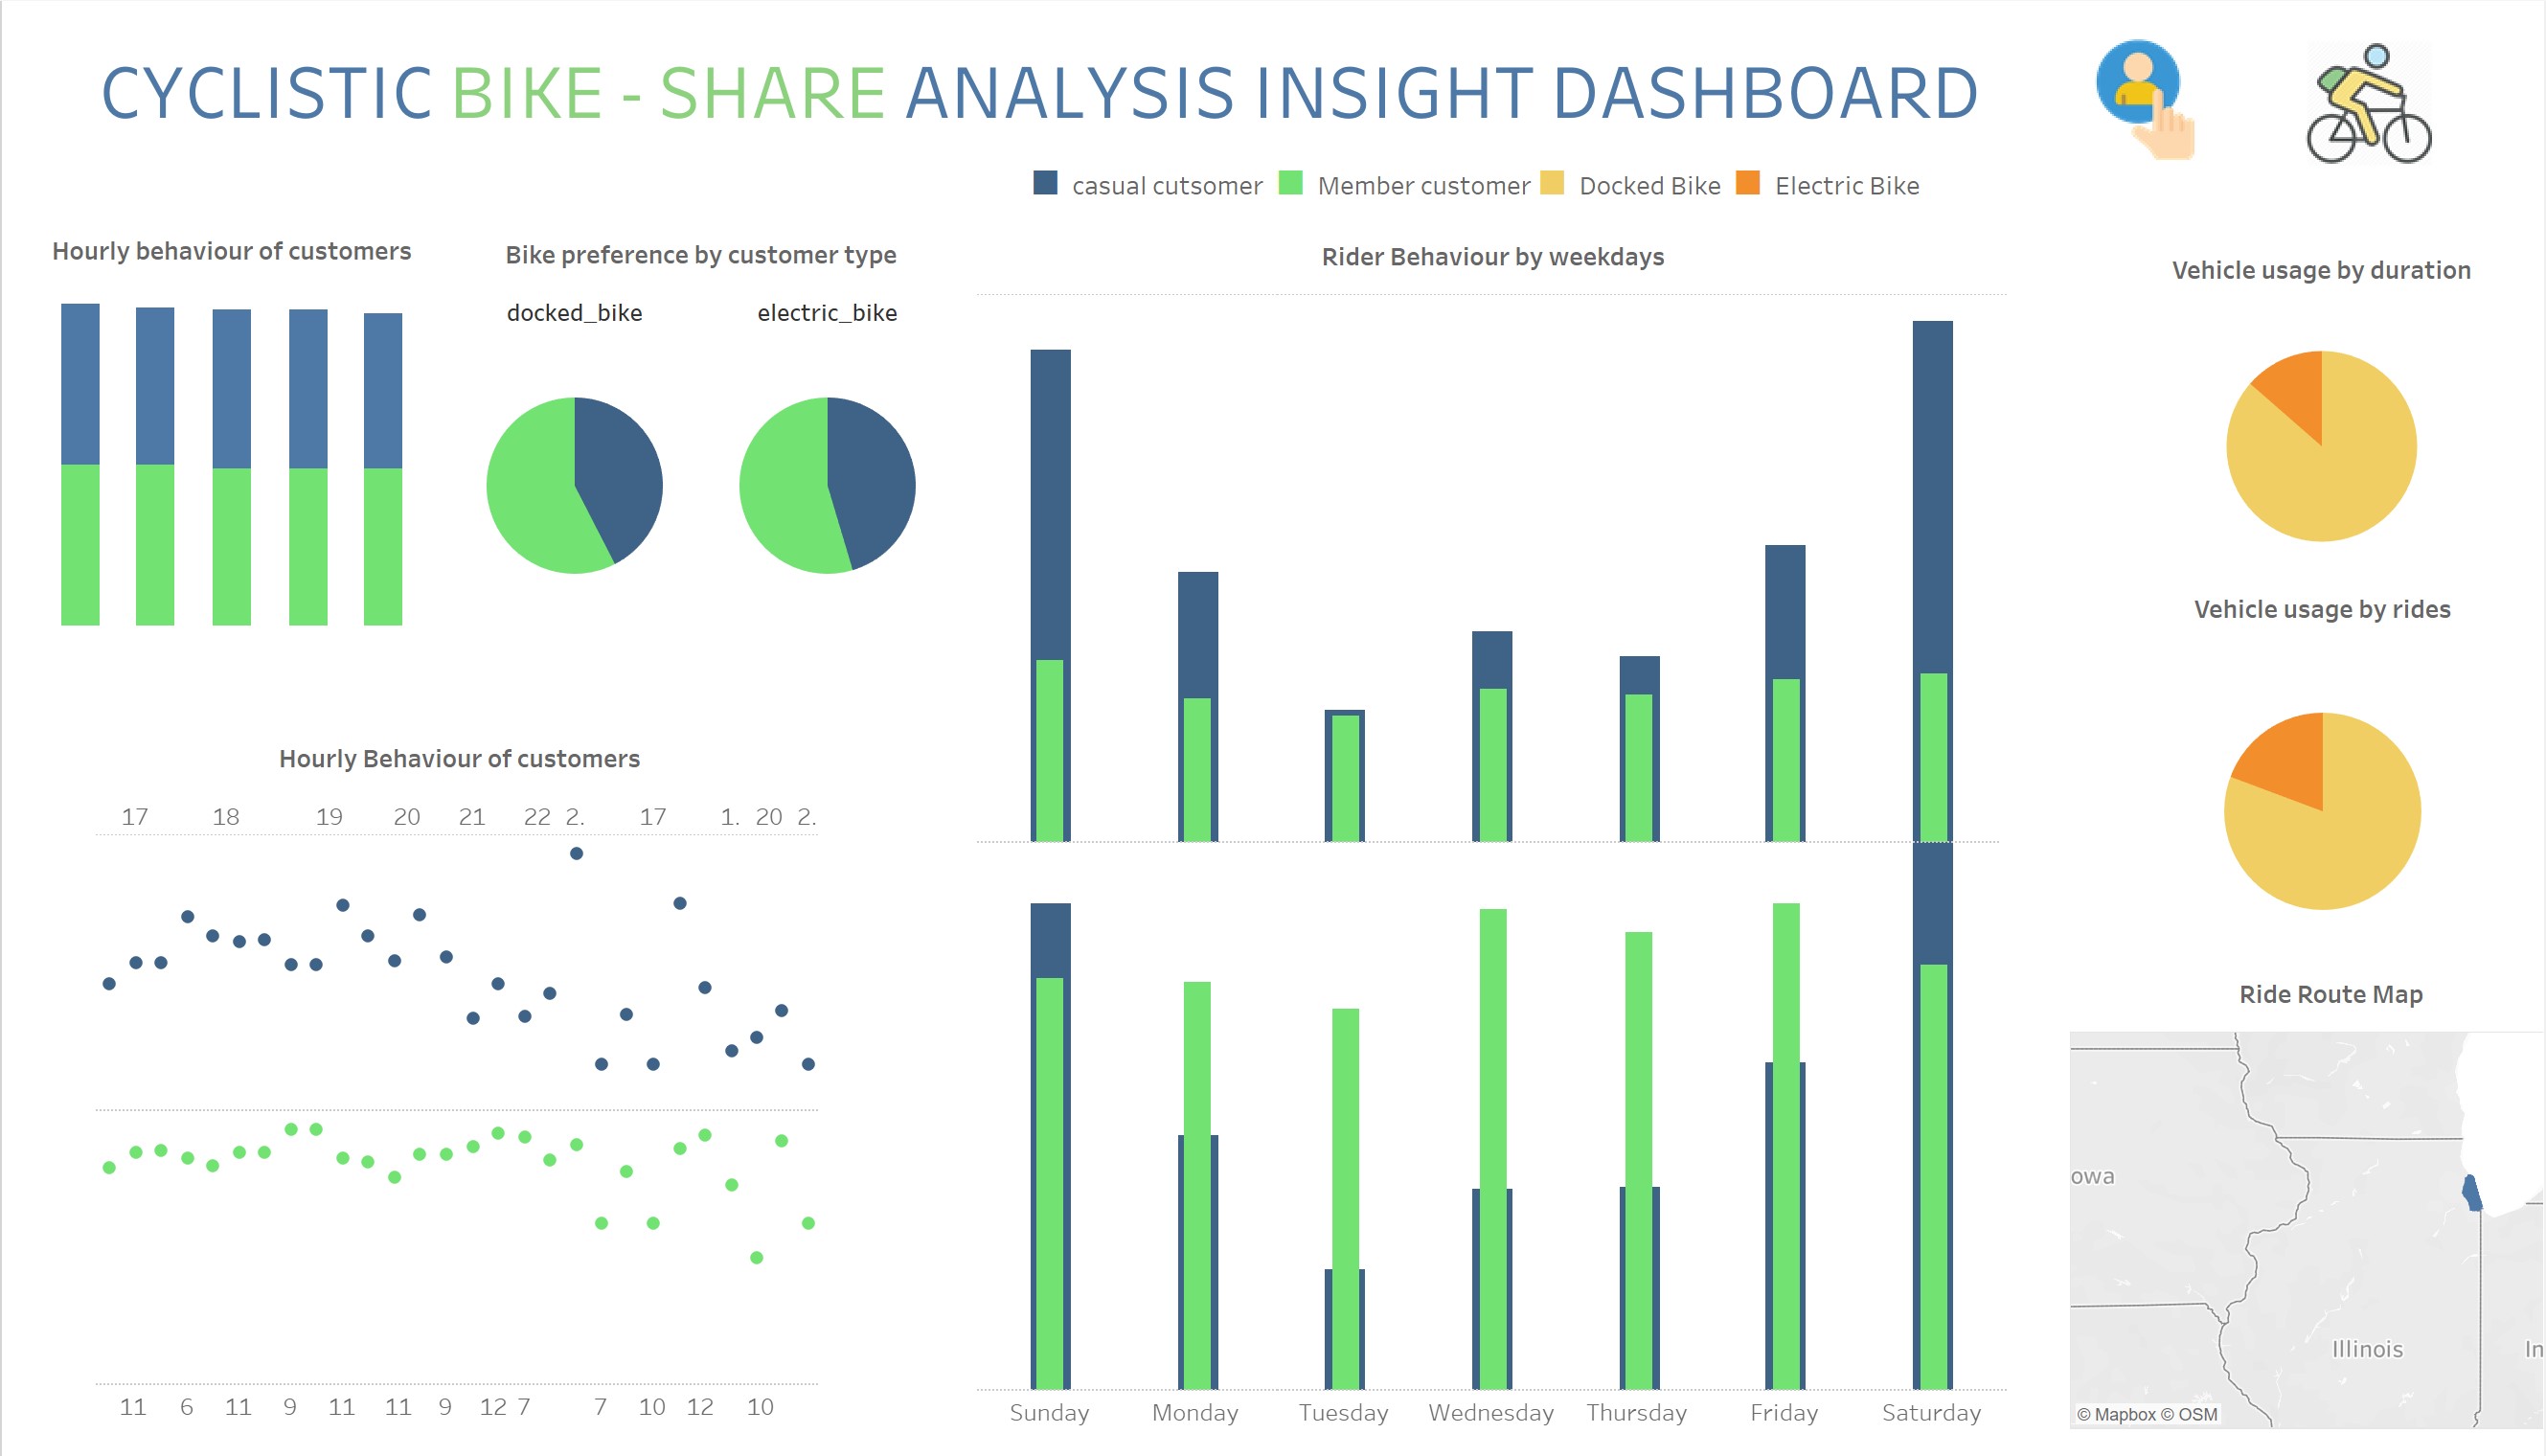 CYCLISTIC BIKE - SHARE ANALYSIS INSIGHT DASHBOARD
casual cutsomer Member customer Docked Bike Electric Bike
Hourly behaviour of customers
Bike preference by customer type
docked_bike electric_bike
Rider Behaviour by weekdays
Vehicle usage by duration
Vehicle usage by rides
Hourly Behaviour of customers
17 18 19 20 21 22 2. 17 1. 20 2.
11 6 11 9 11 11 9 12 7 7 10 12 10
Sunday Monday Tuesday Wednesday Thursday Friday Saturday
Ride Route Map
owa
Illinois
In
© Mapbox © OSM